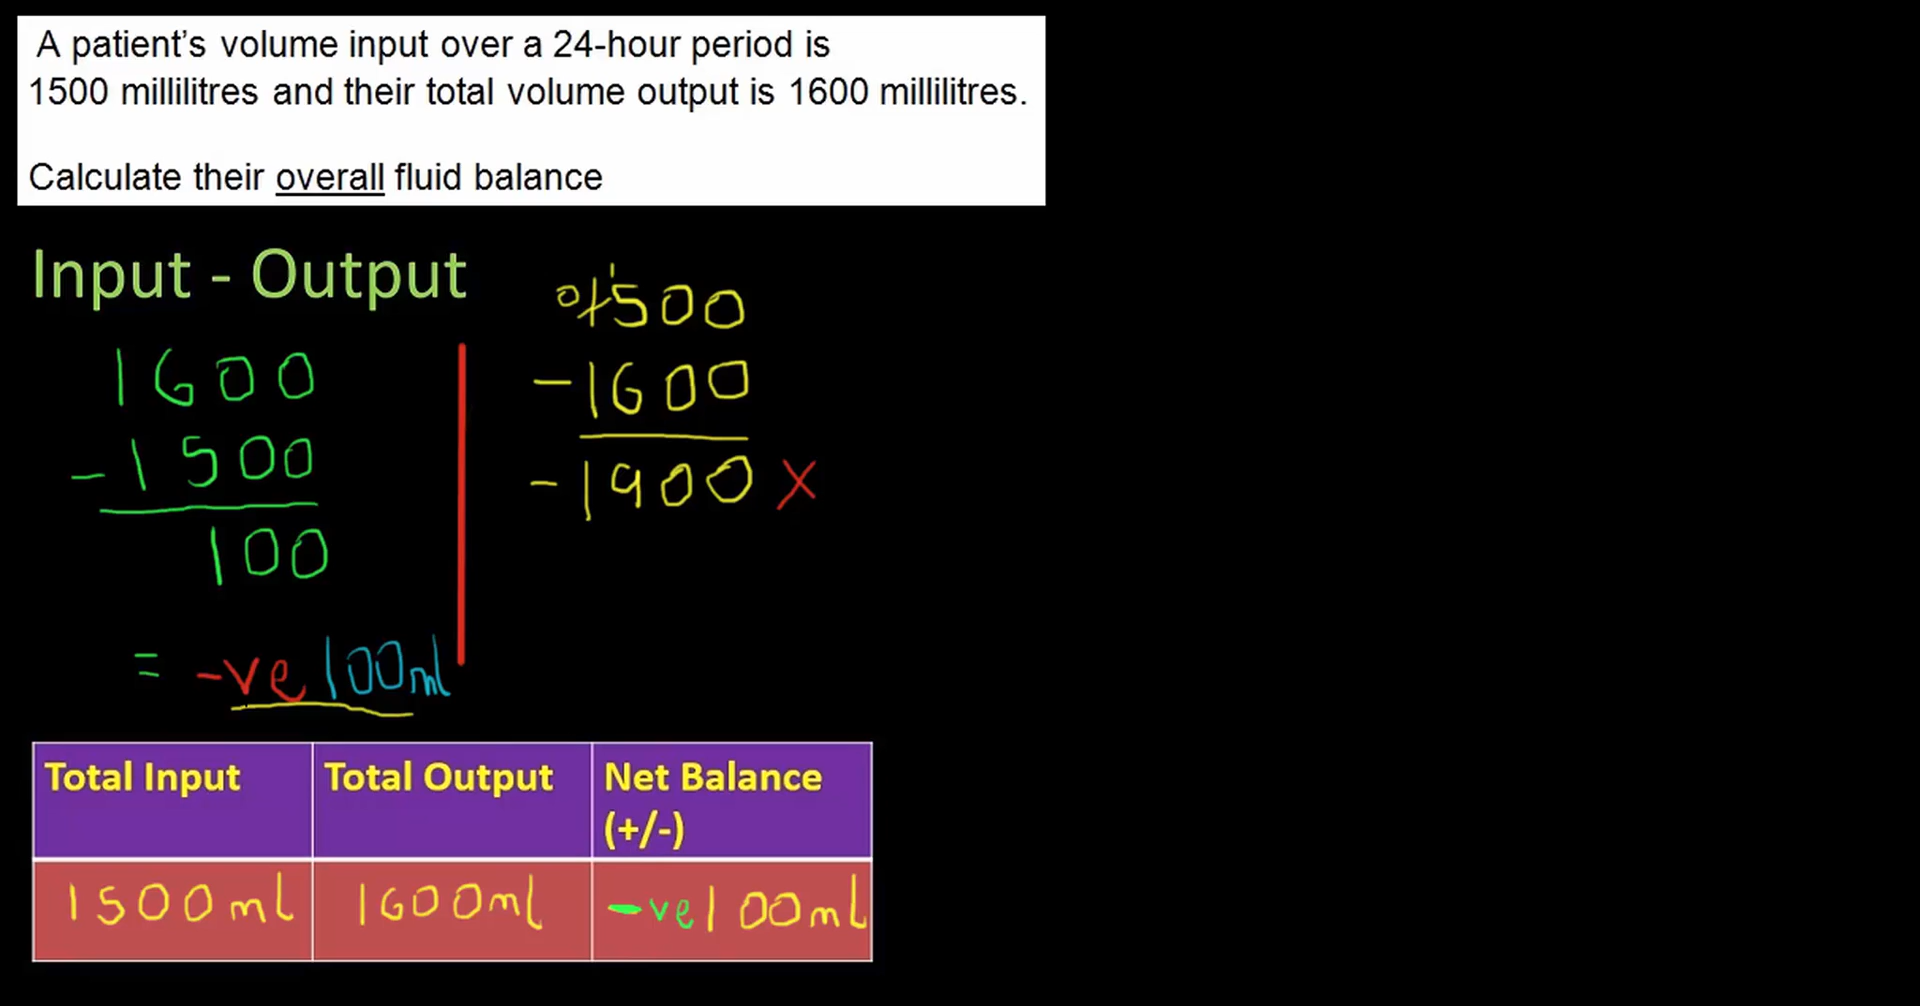 A patient’s volume input over a 24-hour period is
1500 millilitres and their total volume output is 1600 millilitres.
Calculate their overall fluid balance
Input - Output
1600
-1500
100
= -ve 100ml
0 1 1500
-1600
-1900 X
Total Input Total Output Net Balance
(+/-)
1500ml 1600ml -ve 100ml